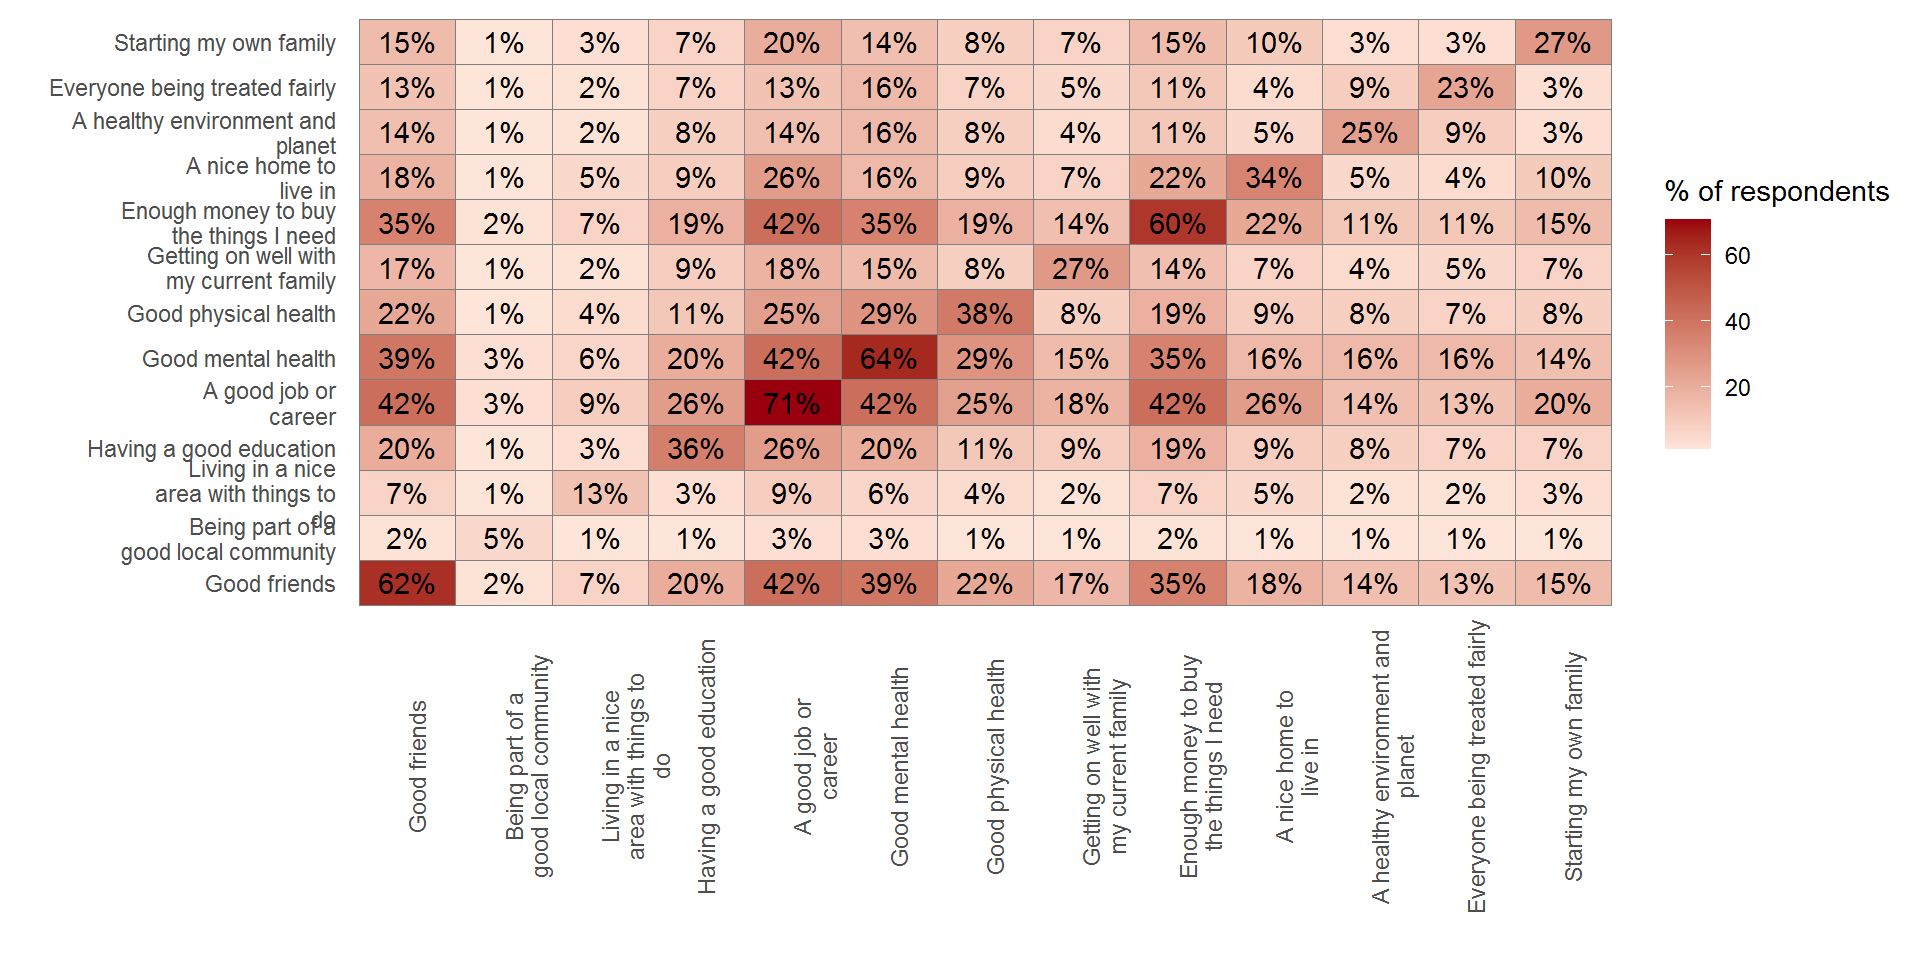 Starting my own family 15% 1% 3% 7% 20% 14% 8% 7% 15% 10% 3% 3% 27%
Everyone being treated fairly 13% 1% 2% 7% 13% 16% 7% 5% 11% 4% 9% 23% 3%
A healthy environment and
planet 14% 1% 2% 8% 14% 16% 8% 4% 11% 5% 25% 9% 3%
A nice home to
live in 18% 1% 5% 9% 26% 16% 9% 7% 22% 34% 5% 4% 10%
Enough money to buy
the things I need 35% 2% 7% 19% 42% 35% 19% 14% 60% 22% 11% 11% 15%
Getting on well with
my current family 17% 1% 2% 9% 18% 15% 8% 27% 14% 7% 4% 5% 7%
Good physical health 22% 1% 4% 11% 25% 29% 38% 8% 19% 9% 8% 7% 8%
Good mental health 39% 3% 6% 20% 42% 64% 29% 15% 35% 16% 16% 16% 14%
A good job or
career 42% 3% 9% 26% 71% 42% 25% 18% 42% 26% 14% 13% 20%
Having a good education 20% 1% 3% 36% 26% 20% 11% 9% 19% 9% 8% 7% 7%
Living in a nice
area with things to
do 7% 1% 13% 3% 9% 6% 4% 2% 7% 5% 2% 2% 3%
Being part of a
good local community 2% 5% 1% 1% 3% 3% 1% 1% 2% 1% 1% 1% 1%
Good friends 62% 2% 7% 20% 42% 39% 22% 17% 35% 18% 14% 13% 15%
Good friends
Being part of a
good local community
Living in a nice
area with things to
do
Having a good education
A good job or
career
Good mental health
Good physical health
Getting on well with
my current family
Enough money to buy
the things I need
A nice home to
live in
A healthy environment and
planet
Everyone being treated fairly
Starting my own family
% of respondents
60
40
20